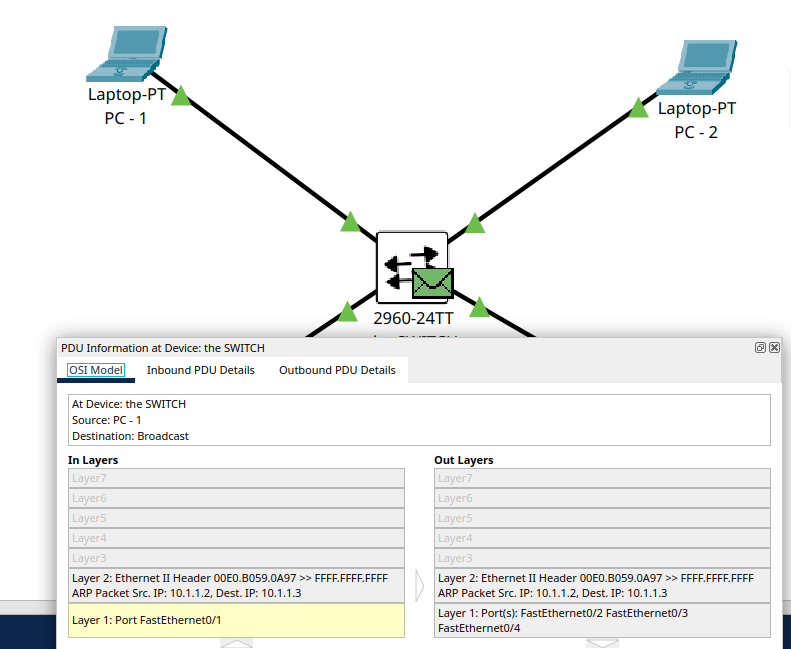 Laptop-PT
PC - 1
Laptop-PT
PC - 2
2960-24TT
PDU Information at Device: the SWITCH
OSI Model
Inbound PDU Details
Outbound PDU Details
At Device: the SWITCH
Source: PC - 1
Destination: Broadcast
In Layers
Layer7
Layer6
Layer5
Layer4
Layer3
Layer 2: Ethernet II Header 00E0.B059.0A97 >> FFFF.FFFF.FFFF
ARP Packet Src. IP: 10.1.1.2, Dest. IP: 10.1.1.3
Layer 1: Port FastEthernet0/1
Out Layers
Layer7
Layer6
Layer5
Layer4
Layer3
Layer 2: Ethernet II Header 00E0.B059.0A97 >> FFFF.FFFF.FFFF
ARP Packet Src. IP: 10.1.1.2, Dest. IP: 10.1.1.3
Layer 1: Port(s): FastEthernet0/2 FastEthernet0/3
FastEthernet0/4